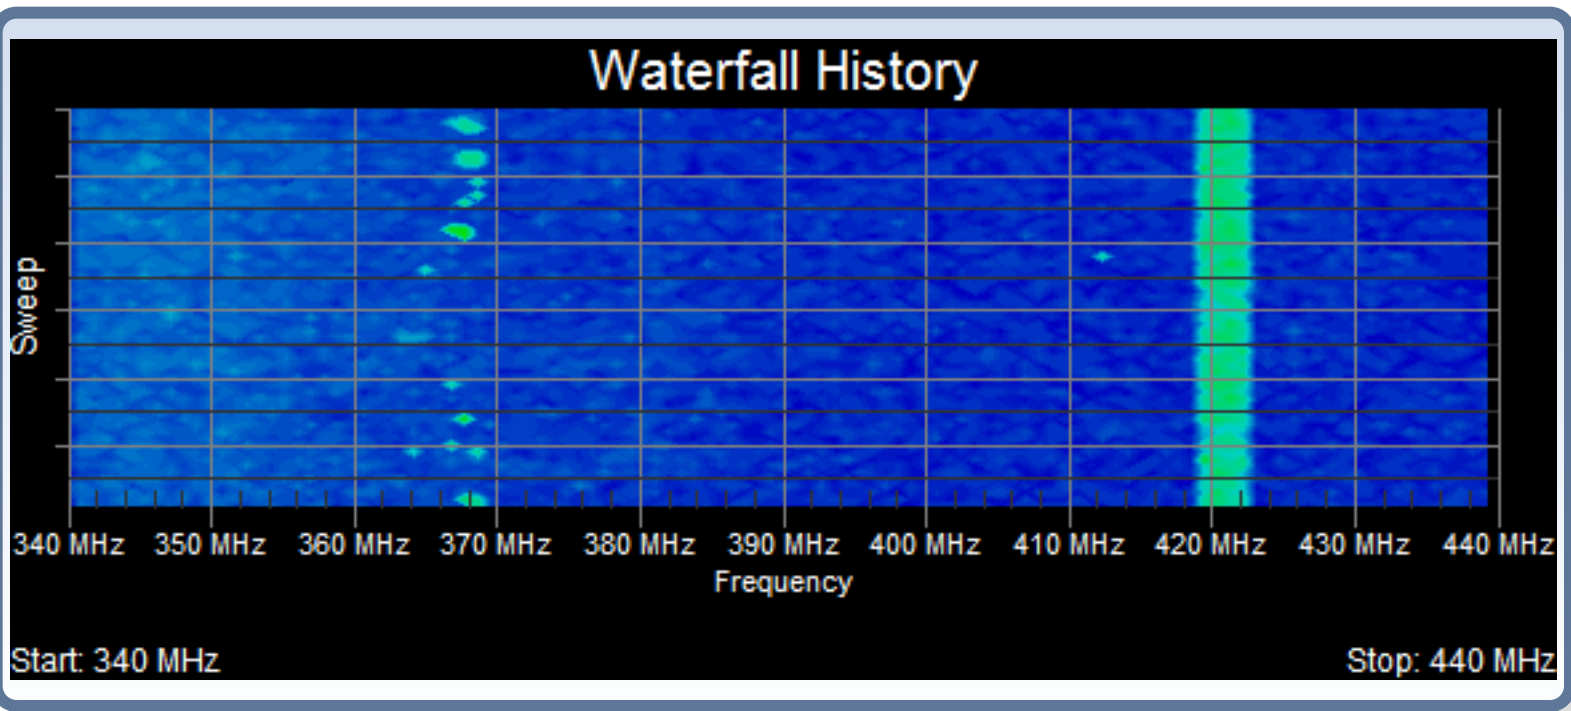 Waterfall History
Sweep
340 MHz 350 MHz 360 MHz 370 MHz 380 MHz 390 MHz 400 MHz 410 MHz 420 MHz 430 MHz 440 MHz
Frequency
Start: 340 MHz Stop: 440 MHz